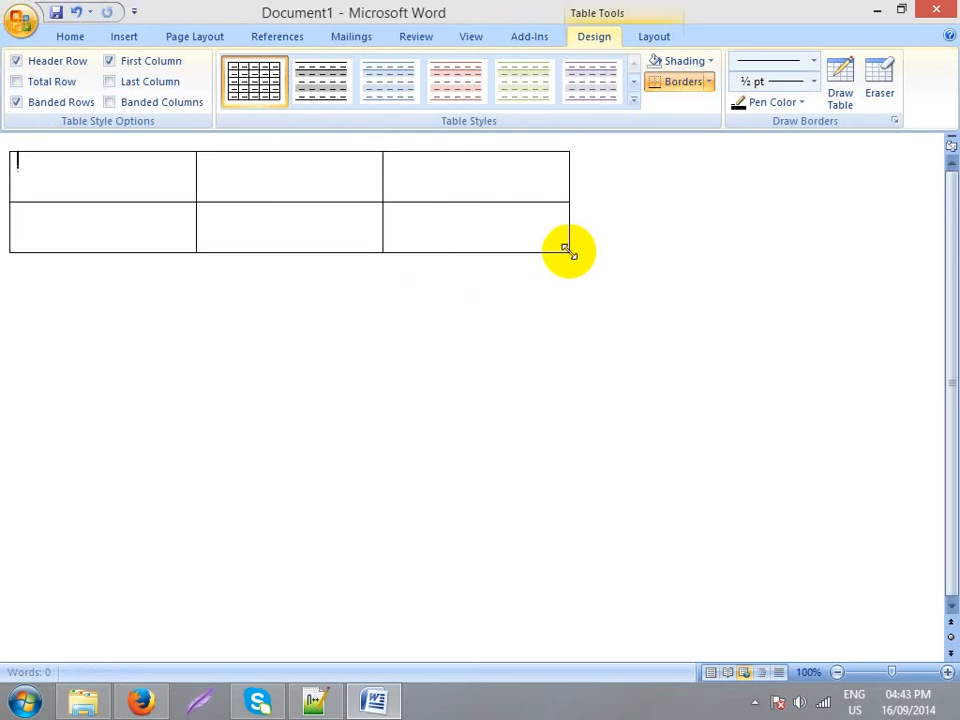 Document1 - Microsoft Word
Table Tools
Home Insert Page Layout References Mailings Review View Add-Ins Design Layout
Header Row First Column Shading
Total Row Last Column Borders ½ pt
Banded Rows Banded Columns Pen Color Draw Table Eraser
Table Style Options Table Styles Draw Borders
Words: 0 100%
ENG 04:43 PM
US 16/09/2014